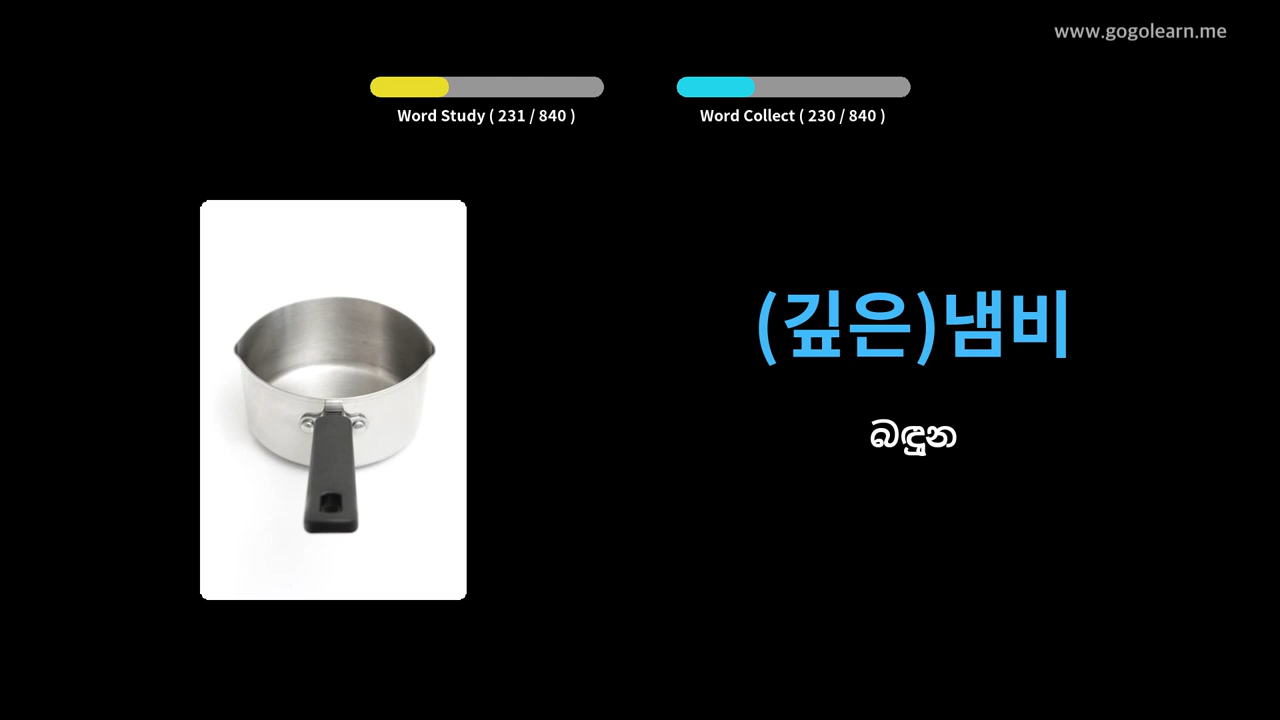 www.gogolearn.me
Word Study ( 231 / 840 )
Word Collect ( 230 / 840 )
(깊은)냄비
බඳුන